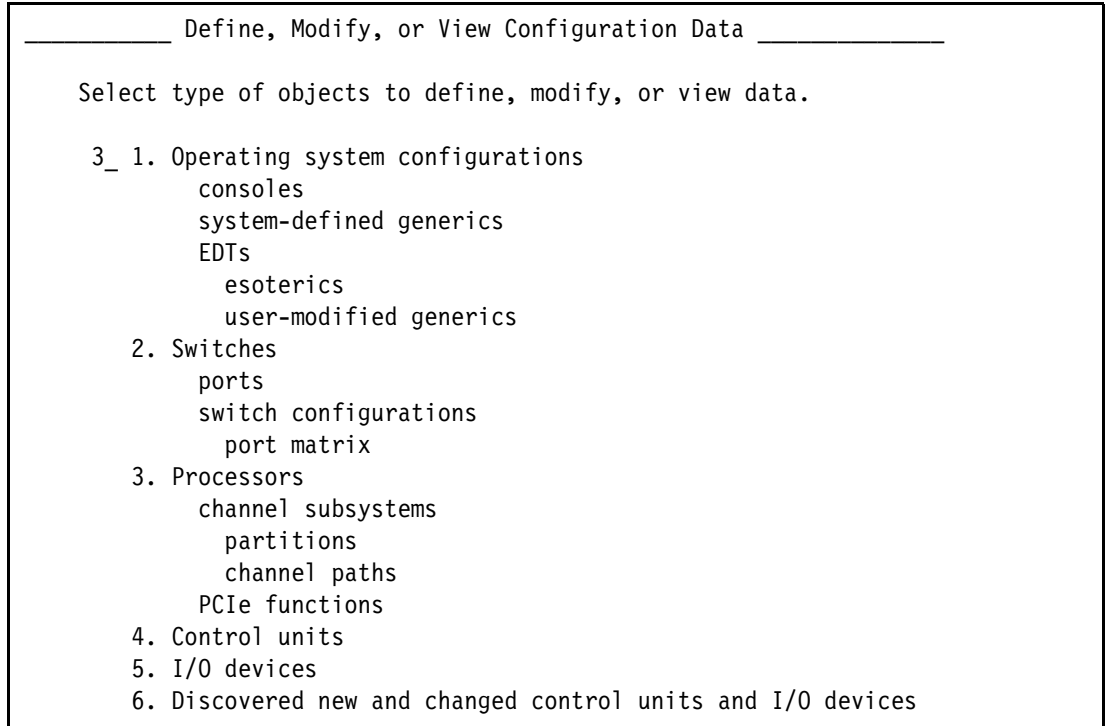 ___________ Define, Modify, or View Configuration Data ______________
Select type of objects to define, modify, or view data.
3_ 1. Operating system configurations
consoles
system-defined generics
EDTs
esoterics
user-modified generics
2. Switches
ports
switch configurations
port matrix
3. Processors
channel subsystems
partitions
channel paths
PCIe functions
4. Control units
5. I/O devices
6. Discovered new and changed control units and I/O devices